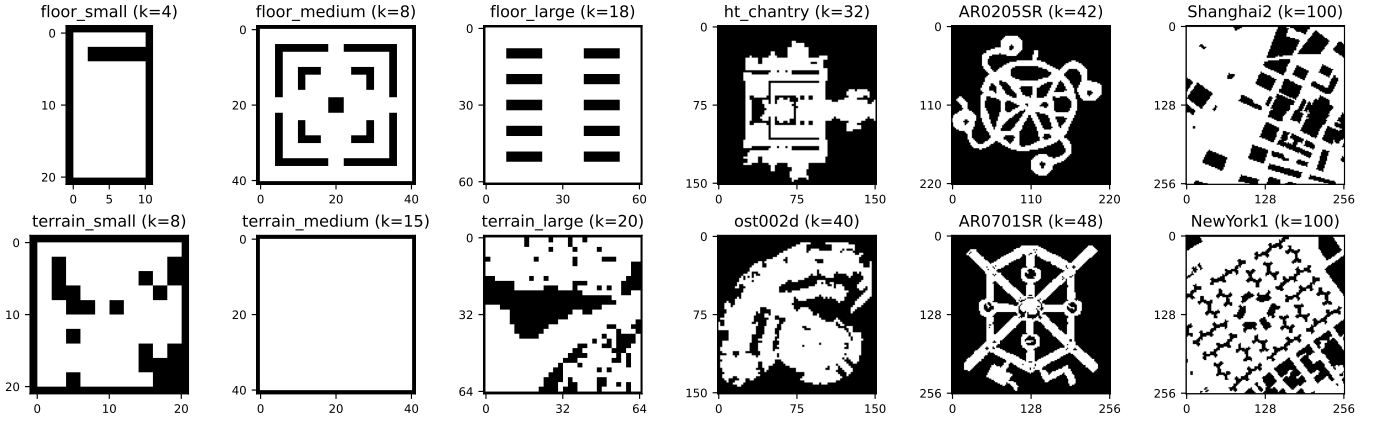 floor_small (k=4)
0
10
20
0 5 10
floor_medium (k=8)
0
20
40
0 20 40
floor_large (k=18)
0
30
60
0 30 60
ht_chantry (k=32)
0
75
150
0 75 150
AR0205SR (k=42)
0
110
220
0 110 220
Shanghai2 (k=100)
0
128
256
0 128 256
terrain_small (k=8)
0
10
20
0 10 20
terrain_medium (k=15)
0
20
40
0 20 40
terrain_large (k=20)
0
32
64
0 32 64
ost002d (k=40)
0
75
150
0 75 150
AR0701SR (k=48)
0
128
256
0 128 256
NewYork1 (k=100)
0
128
256
0 128 256